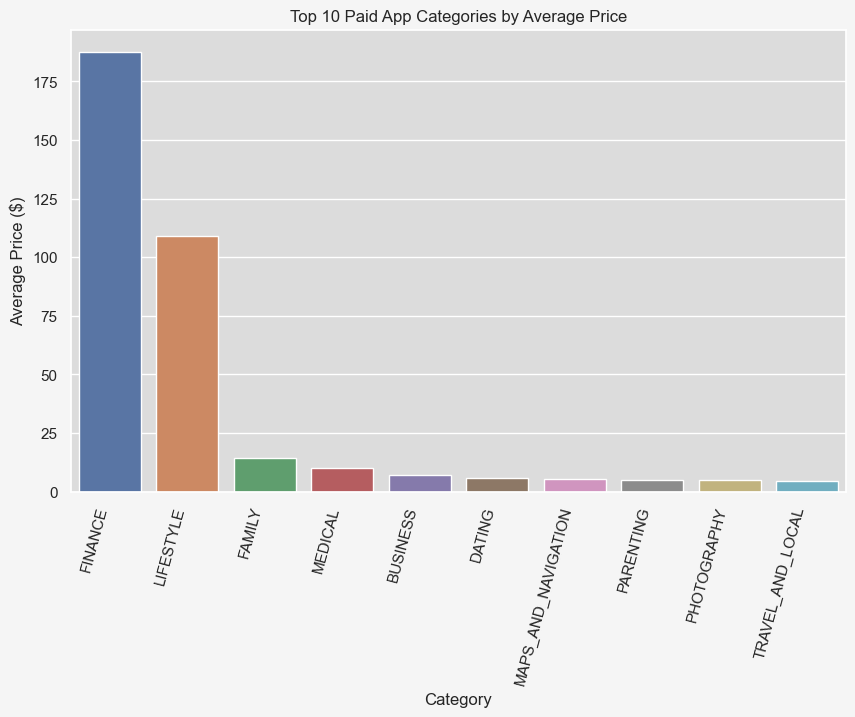 Top 10 Paid App Categories by Average Price
Average Price ($)
175
150
125
100
75
50
25
0
FINANCE
LIFESTYLE
FAMILY
MEDICAL
BUSINESS
DATING
MAPS_AND_NAVIGATION
PARENTING
PHOTOGRAPHY
TRAVEL_AND_LOCAL
Category